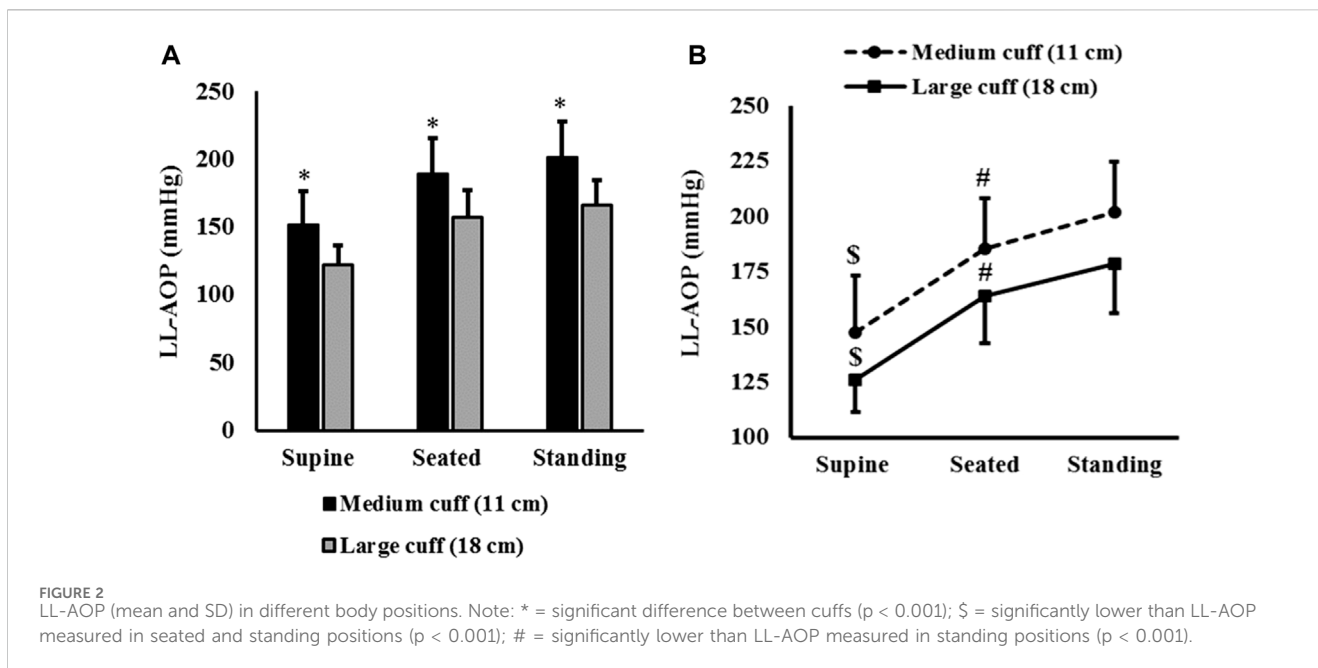 A
250
200
150
100
50
0
LL-AOP (mmHg)
*
*
*
Supine
Seated
Standing
Medium cuff (11 cm)
Large cuff (18 cm)
B
Medium cuff (11 cm)
Large cuff (18 cm)
250
225
200
175
150
125
100
LL-AOP (mmHg)
$
$
#
#
Supine
Seated
Standing
FIGURE 2
LL-AOP (mean and SD) in different body positions. Note: * = significant difference between cuffs (p < 0.001); $ = significantly lower than LL-AOP
measured in seated and standing positions (p < 0.001); # = significantly lower than LL-AOP measured in standing positions (p < 0.001).